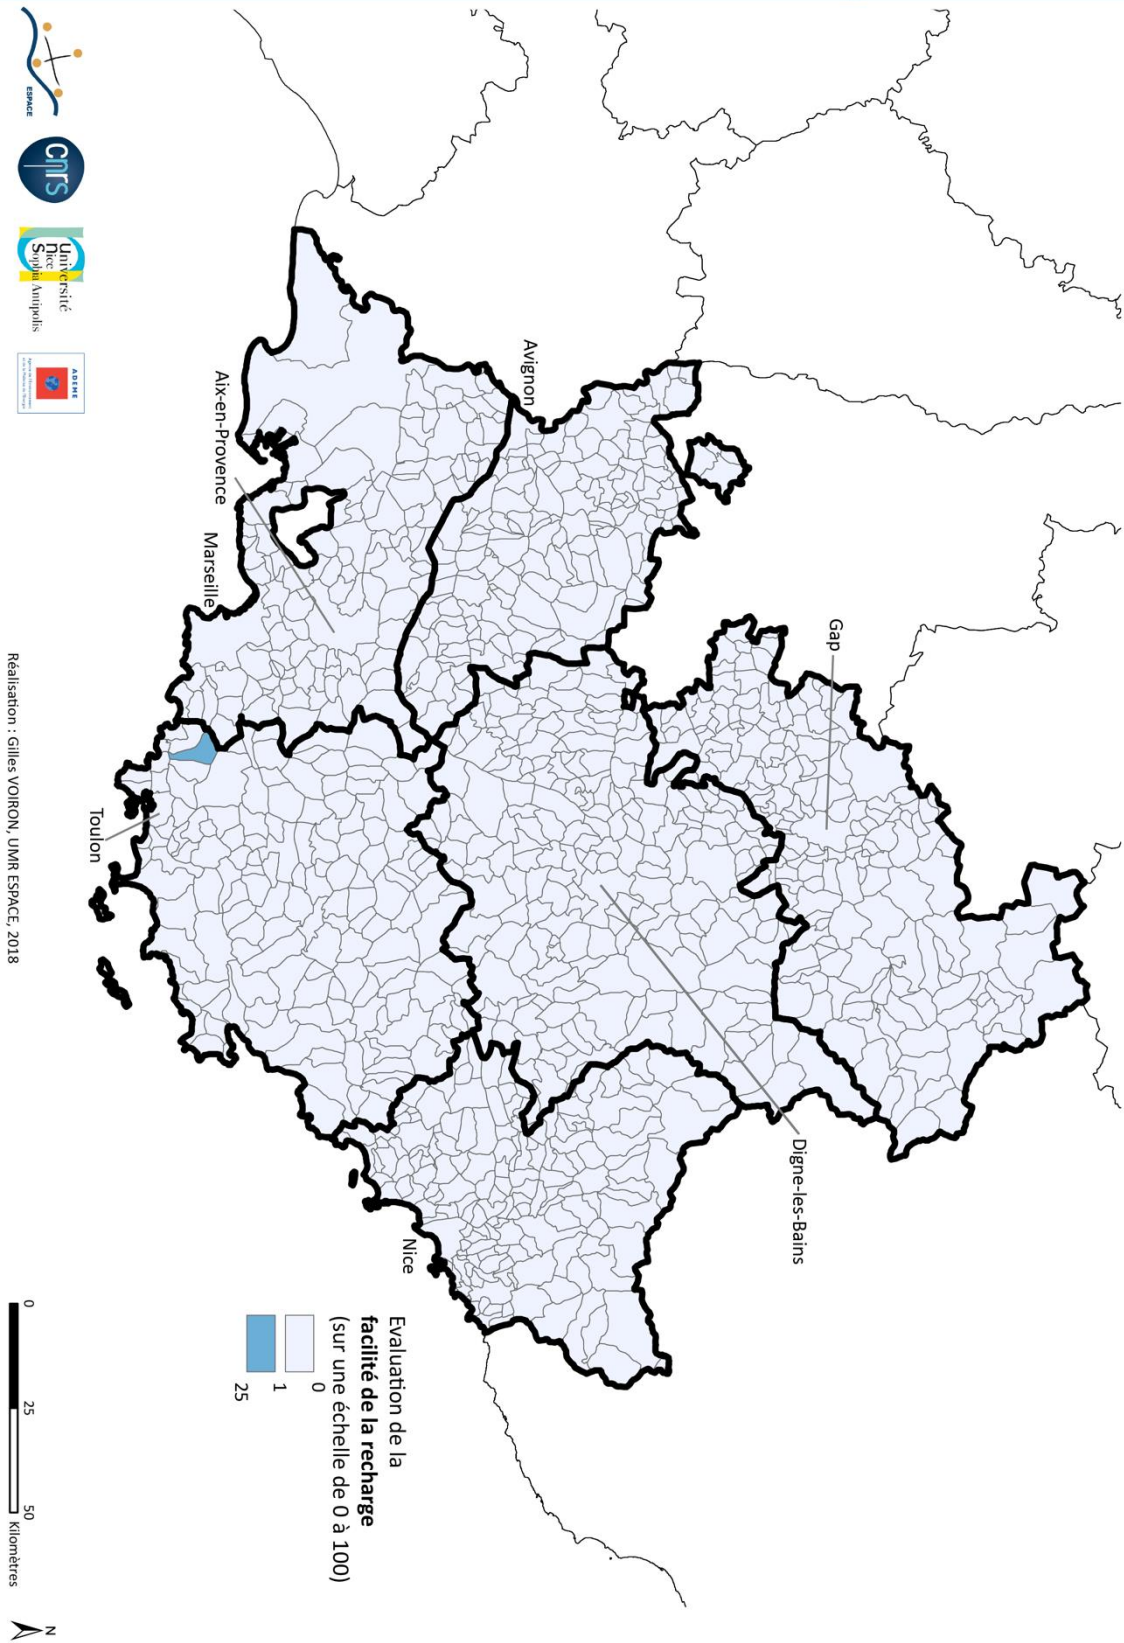 Gap
Avignon
Digne-les-Bains
Aix-en-Provence
Marseille
Toulon
Nice
Evaluation de la
facilité de la recharge
(sur une échelle de 0 à 100)
0
1
25
0 25 50 Kilomètres
N
ESPACE
cnrs
Université
nice
Sophia Antipolis
ADEME
Réalisation : Gilles VOIRON, UMR ESPACE, 2018